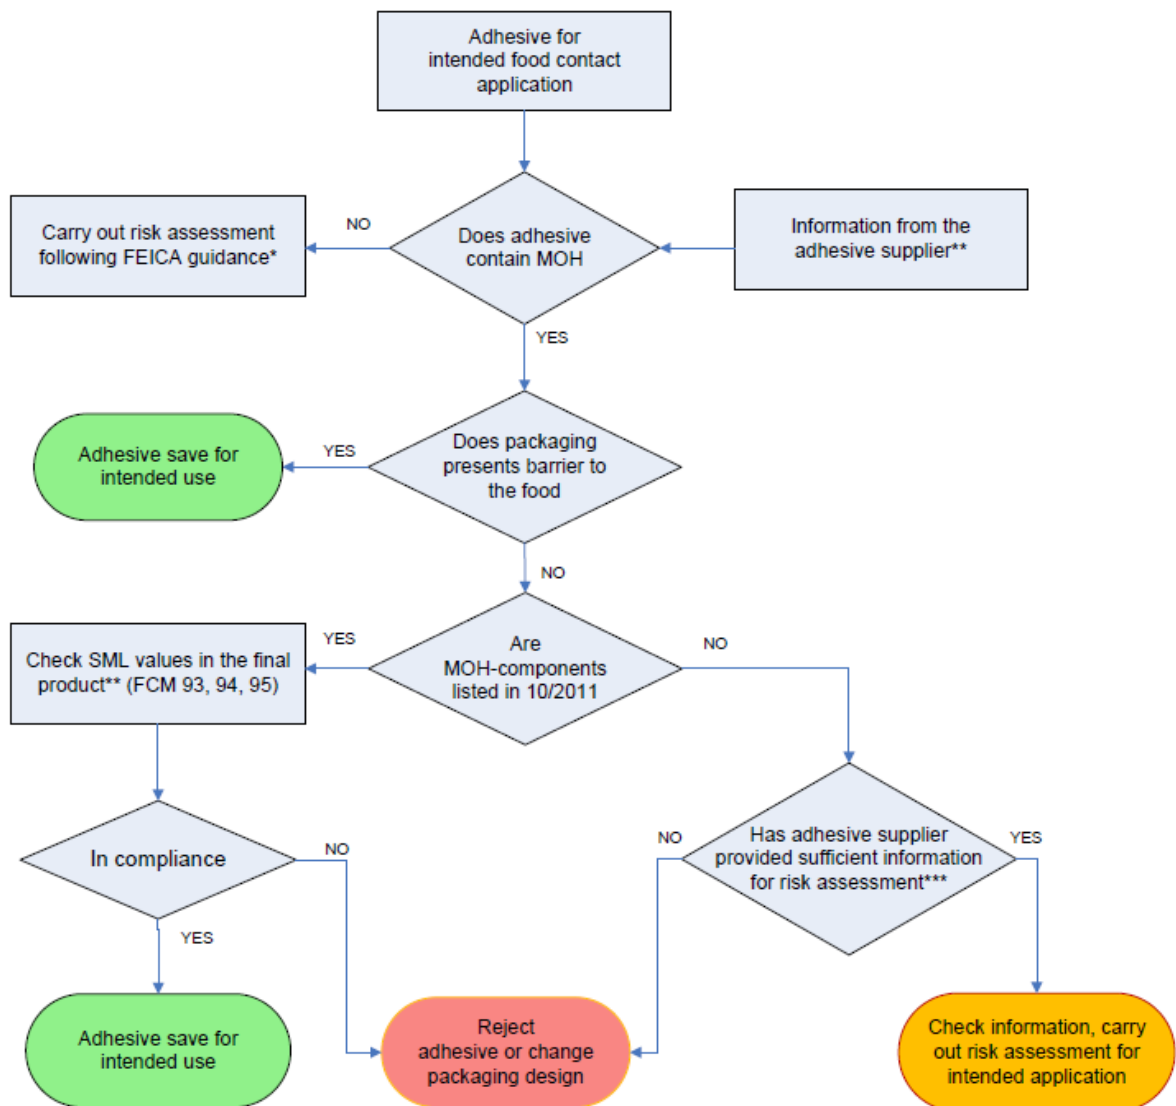 Adhesive for
intended food contact
application
NO
Carry out risk assessment
following FEICA guidance*
Does adhesive
contain MOH
Information from the
adhesive supplier**
YES
Adhesive save for
intended use
YES
Does packaging
presents barrier to
the food
NO
Check SML values in the final
product** (FCM 93, 94, 95)
YES
Are
MOH-components
listed in 10/2011
NO
In compliance
NO
NO
Has adhesive supplier
provided sufficient information
for risk assessment***
YES
YES
Adhesive save for
intended use
Reject
adhesive or change
packaging design
Check information, carry
out risk assessment for
intended application